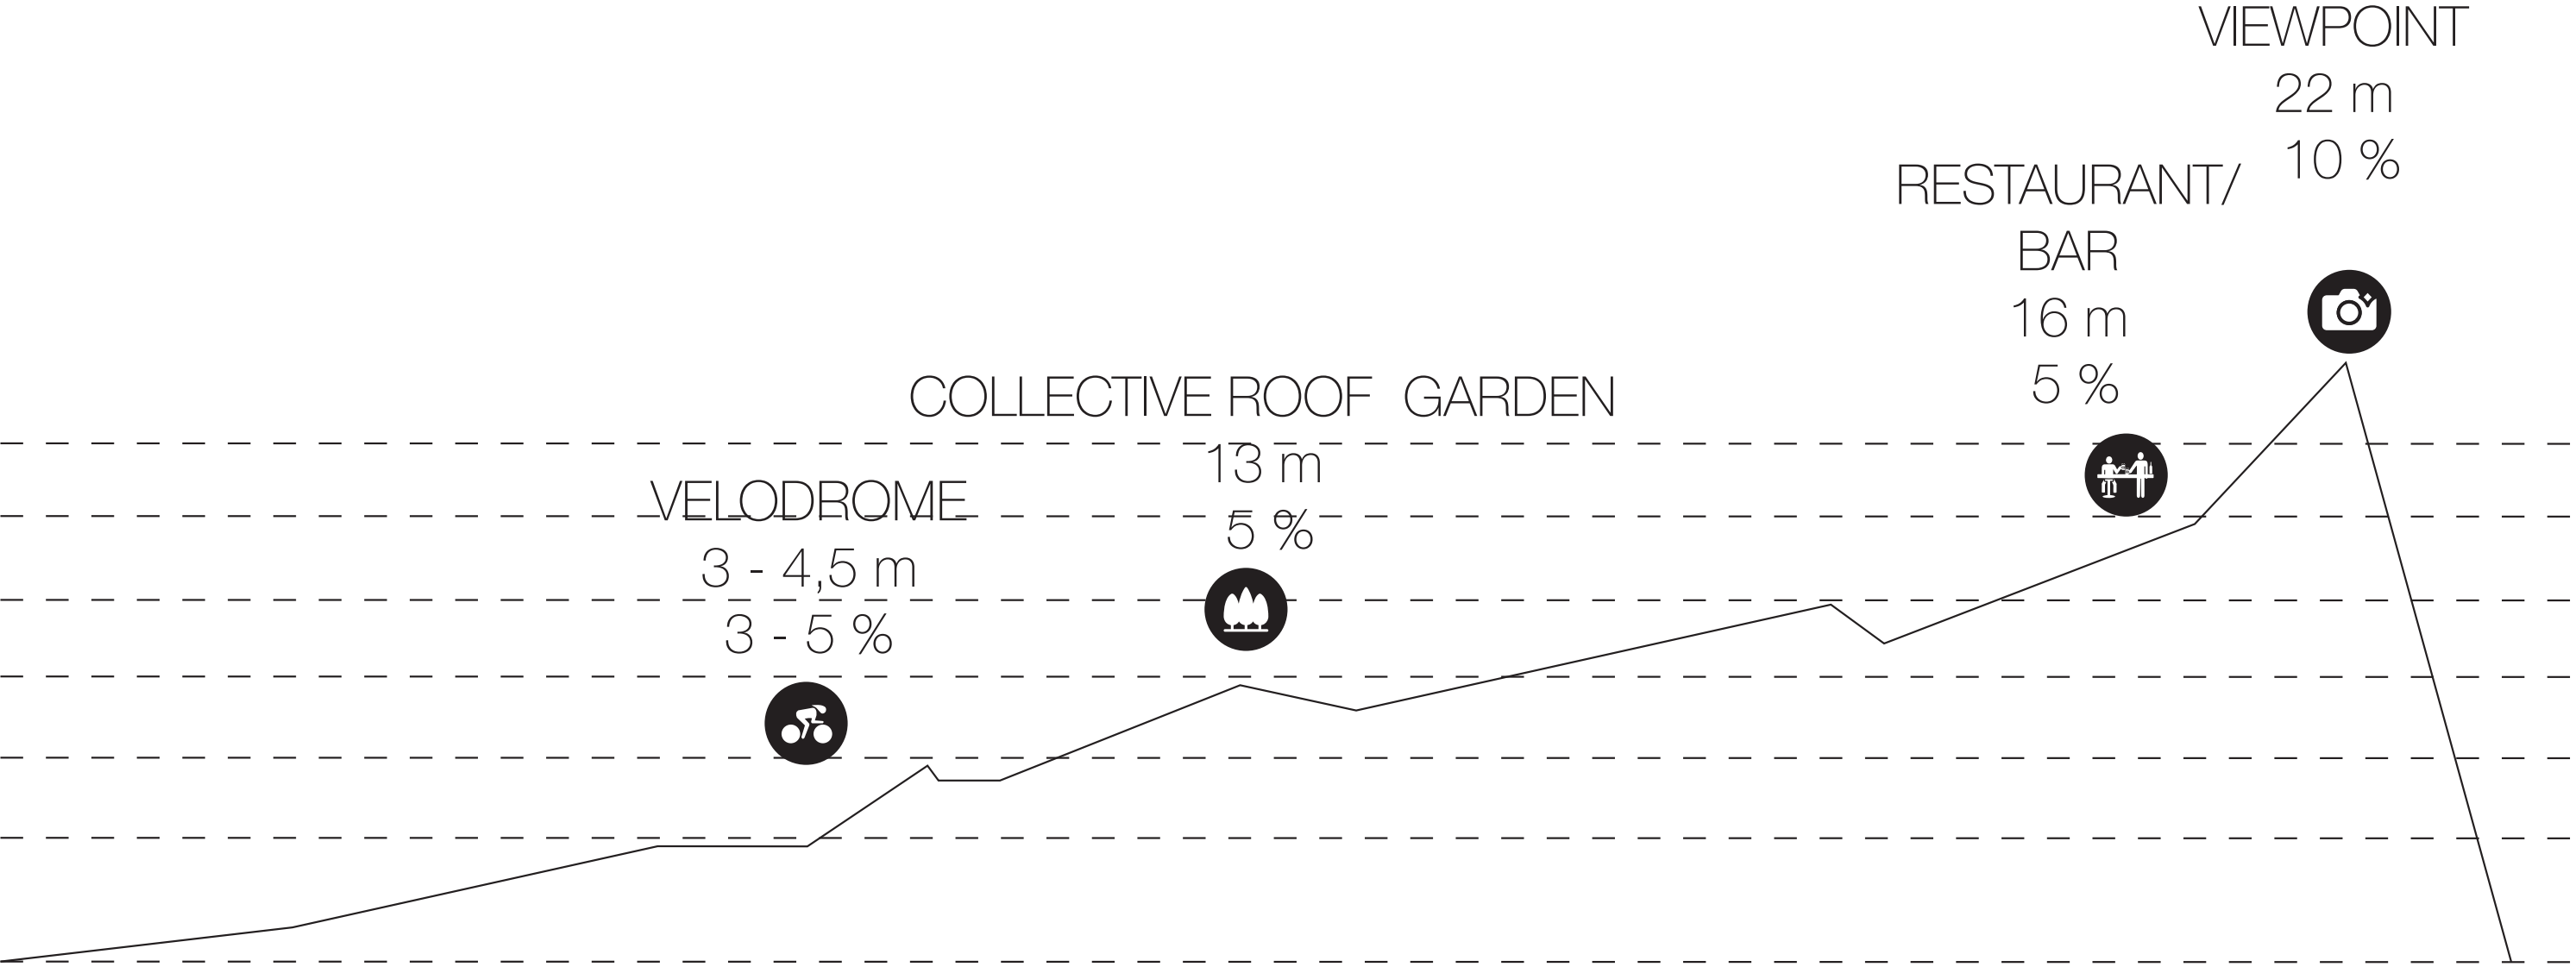 VIEWPOINT
22 m
10 %
RESTAURANT/
BAR
16 m
5 %
COLLECTIVE ROOF  GARDEN
13 m
5 %
VELODROME
3 - 4,5 m
3 - 5 %